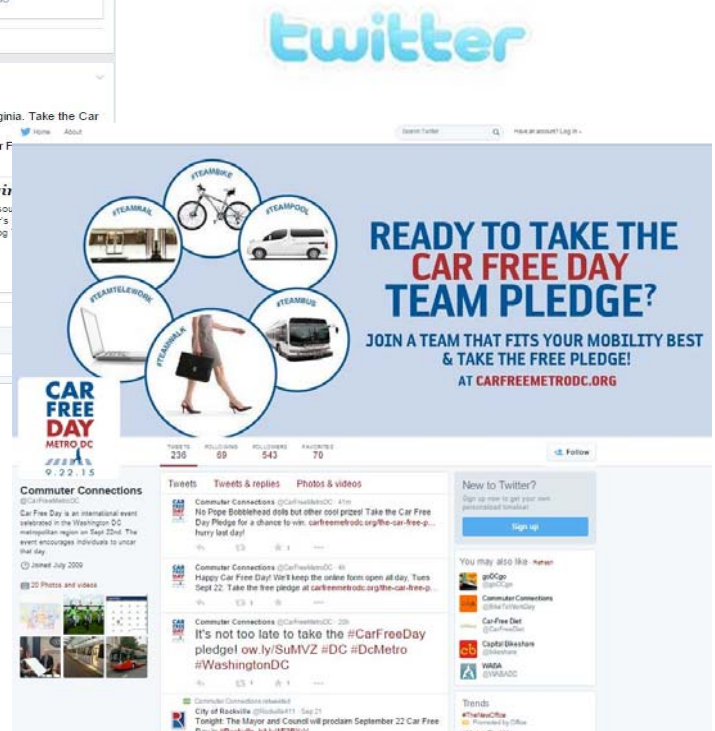 twitter
ginia. Take the Car
Home About
Search Twitter
Have an account? Log in
#TEAMBIKE
#TEAMRAIL
#TEAMPOOL
#TEAMTELEWORK
#TEAMBUS
#TEAMWALK
READY TO TAKE THE
CAR FREE DAY
TEAM PLEDGE?
JOIN A TEAM THAT FITS YOUR MOBILITY BEST
& TAKE THE FREE PLEDGE!
AT CARFREEMETRODC.ORG
CAR
FREE
DAY
METRO DC
9.22.15
TWEETS FOLLOWING FOLLOWERS FAVORITES
236 69 543 70
Follow
Commuter Connections
@CarFreeMetroDC
Car Free Day is an international event
celebrated in the Washington DC
metropolitan region on Sept 22nd. The
event encourages individuals to uncar
that day.
Joined July 2009
20 Photos and videos
Tweets Tweets & replies Photos & videos
Commuter Connections @CarFreeMetroDC · 41m
No Pope Bobblehead dolls but other cool prizes! Take the Car Free
Day Pledge for a chance to win. carfreemetrodc.org/the-car-free-p...
hurry last day!
Commuter Connections @CarFreeMetroDC · 4h
Happy Car Free Day! We'll keep the online form open all day, Tues
Sept 22. Take the free pledge at carfreemetrodc.org/the-car-free-p...
Commuter Connections @CarFreeMetroDC · 20h
It's not too late to take the #CarFreeDay
pledge! ow.ly/SuMVZ #DC #DcMetro
#WashingtonDC
Commuter Connections retweeted
City of Rockville @Rockville411 · Sep 21
Tonight: The Mayor and Council will proclaim September 22 Car Free
New to Twitter?
Sign up now to get your own
personalized timeline!
Sign up
You may also like · Refresh
goDCgo
@goDCgo
Commuter Connections
@BikeToWorkDay
Car-Free Diet
@CarFreeDiet
Capital Bikeshare
@bikeshare
WABA
@WABADC
Trends
#TheNewOffice
Promoted by Office